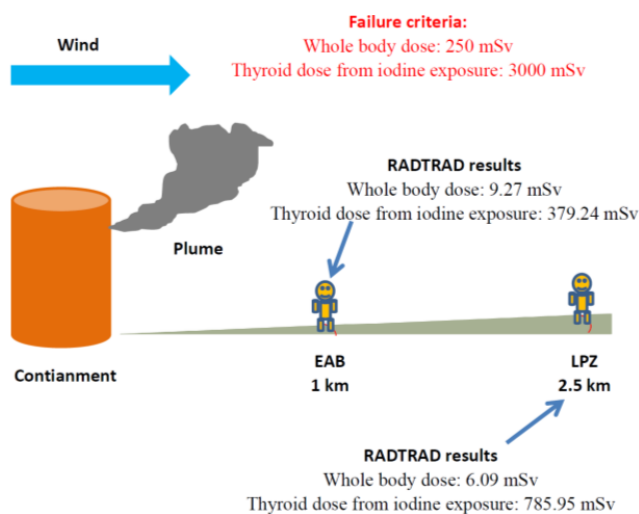 Failure criteria:
Wind
Whole body dose: 250 mSv
Thyroid dose from iodine exposure: 3000 mSv
RADTRAD results
Whole body dose: 9.27 mSv
Thyroid dose from iodine exposure: 379.24 mSv
Plume
Contianment
EAB
1 km
LPZ
2.5 km
RADTRAD results
Whole body dose: 6.09 mSv
Thyroid dose from iodine exposure: 785.95 mSv